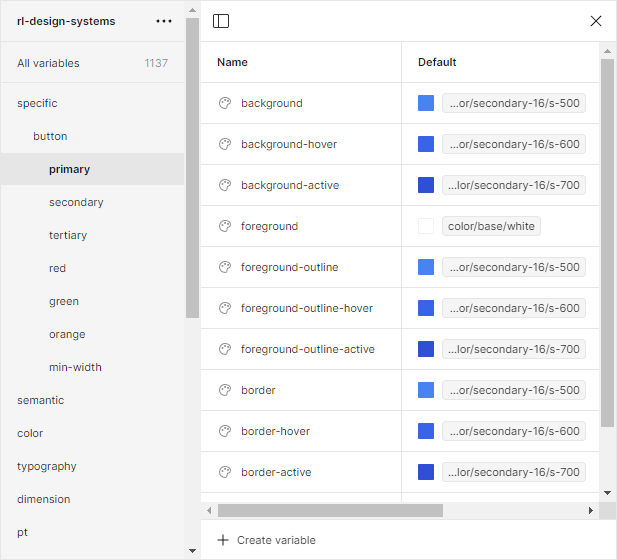 rl-design-systems
All variables 1137
specific
button
primary
secondary
tertiary
red
green
orange
min-width
semantic
color
typography
dimension
pt
Name Default
background ...or/secondary-16/s-500
background-hover ...or/secondary-16/s-600
background-active ...lor/secondary-16/s-700
foreground color/base/white
foreground-outline ...or/secondary-16/s-500
foreground-outline-hover ...or/secondary-16/s-600
foreground-outline-active ...lor/secondary-16/s-700
border ...or/secondary-16/s-500
border-hover ...or/secondary-16/s-600
border-active ...lor/secondary-16/s-700
Create variable